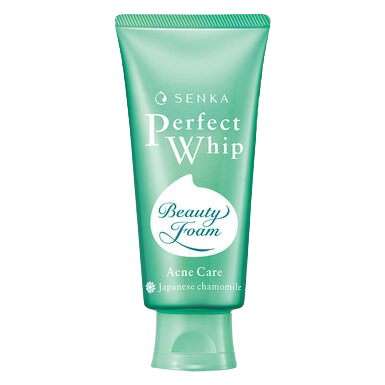 SENKA
Perfect
Whip
Beauty
Foam
Acne Care
Japanese chamomile